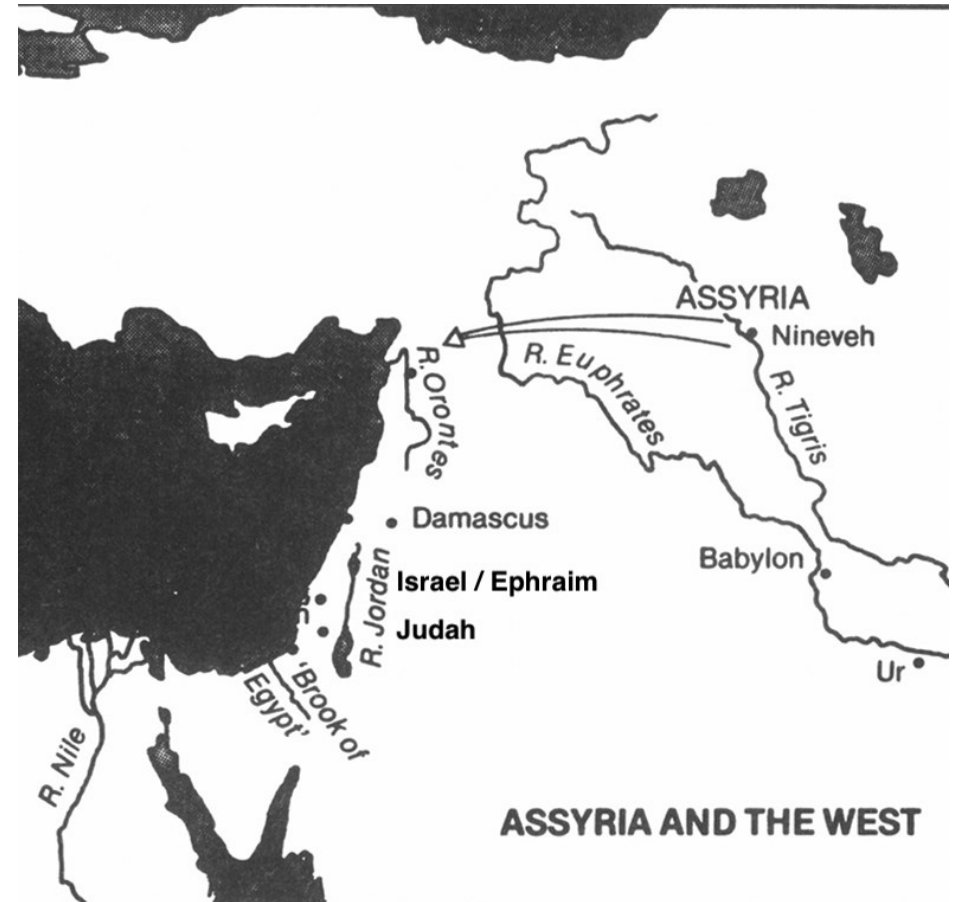 ASSYRIA
Nineveh
R. Euphrates
R. Tigris
R. Orontes
Damascus
Babylon
R. Jordan
Israel / Ephraim
Judah
Ur
'Brook of
Egypt'
R. Nile
ASSYRIA AND THE WEST